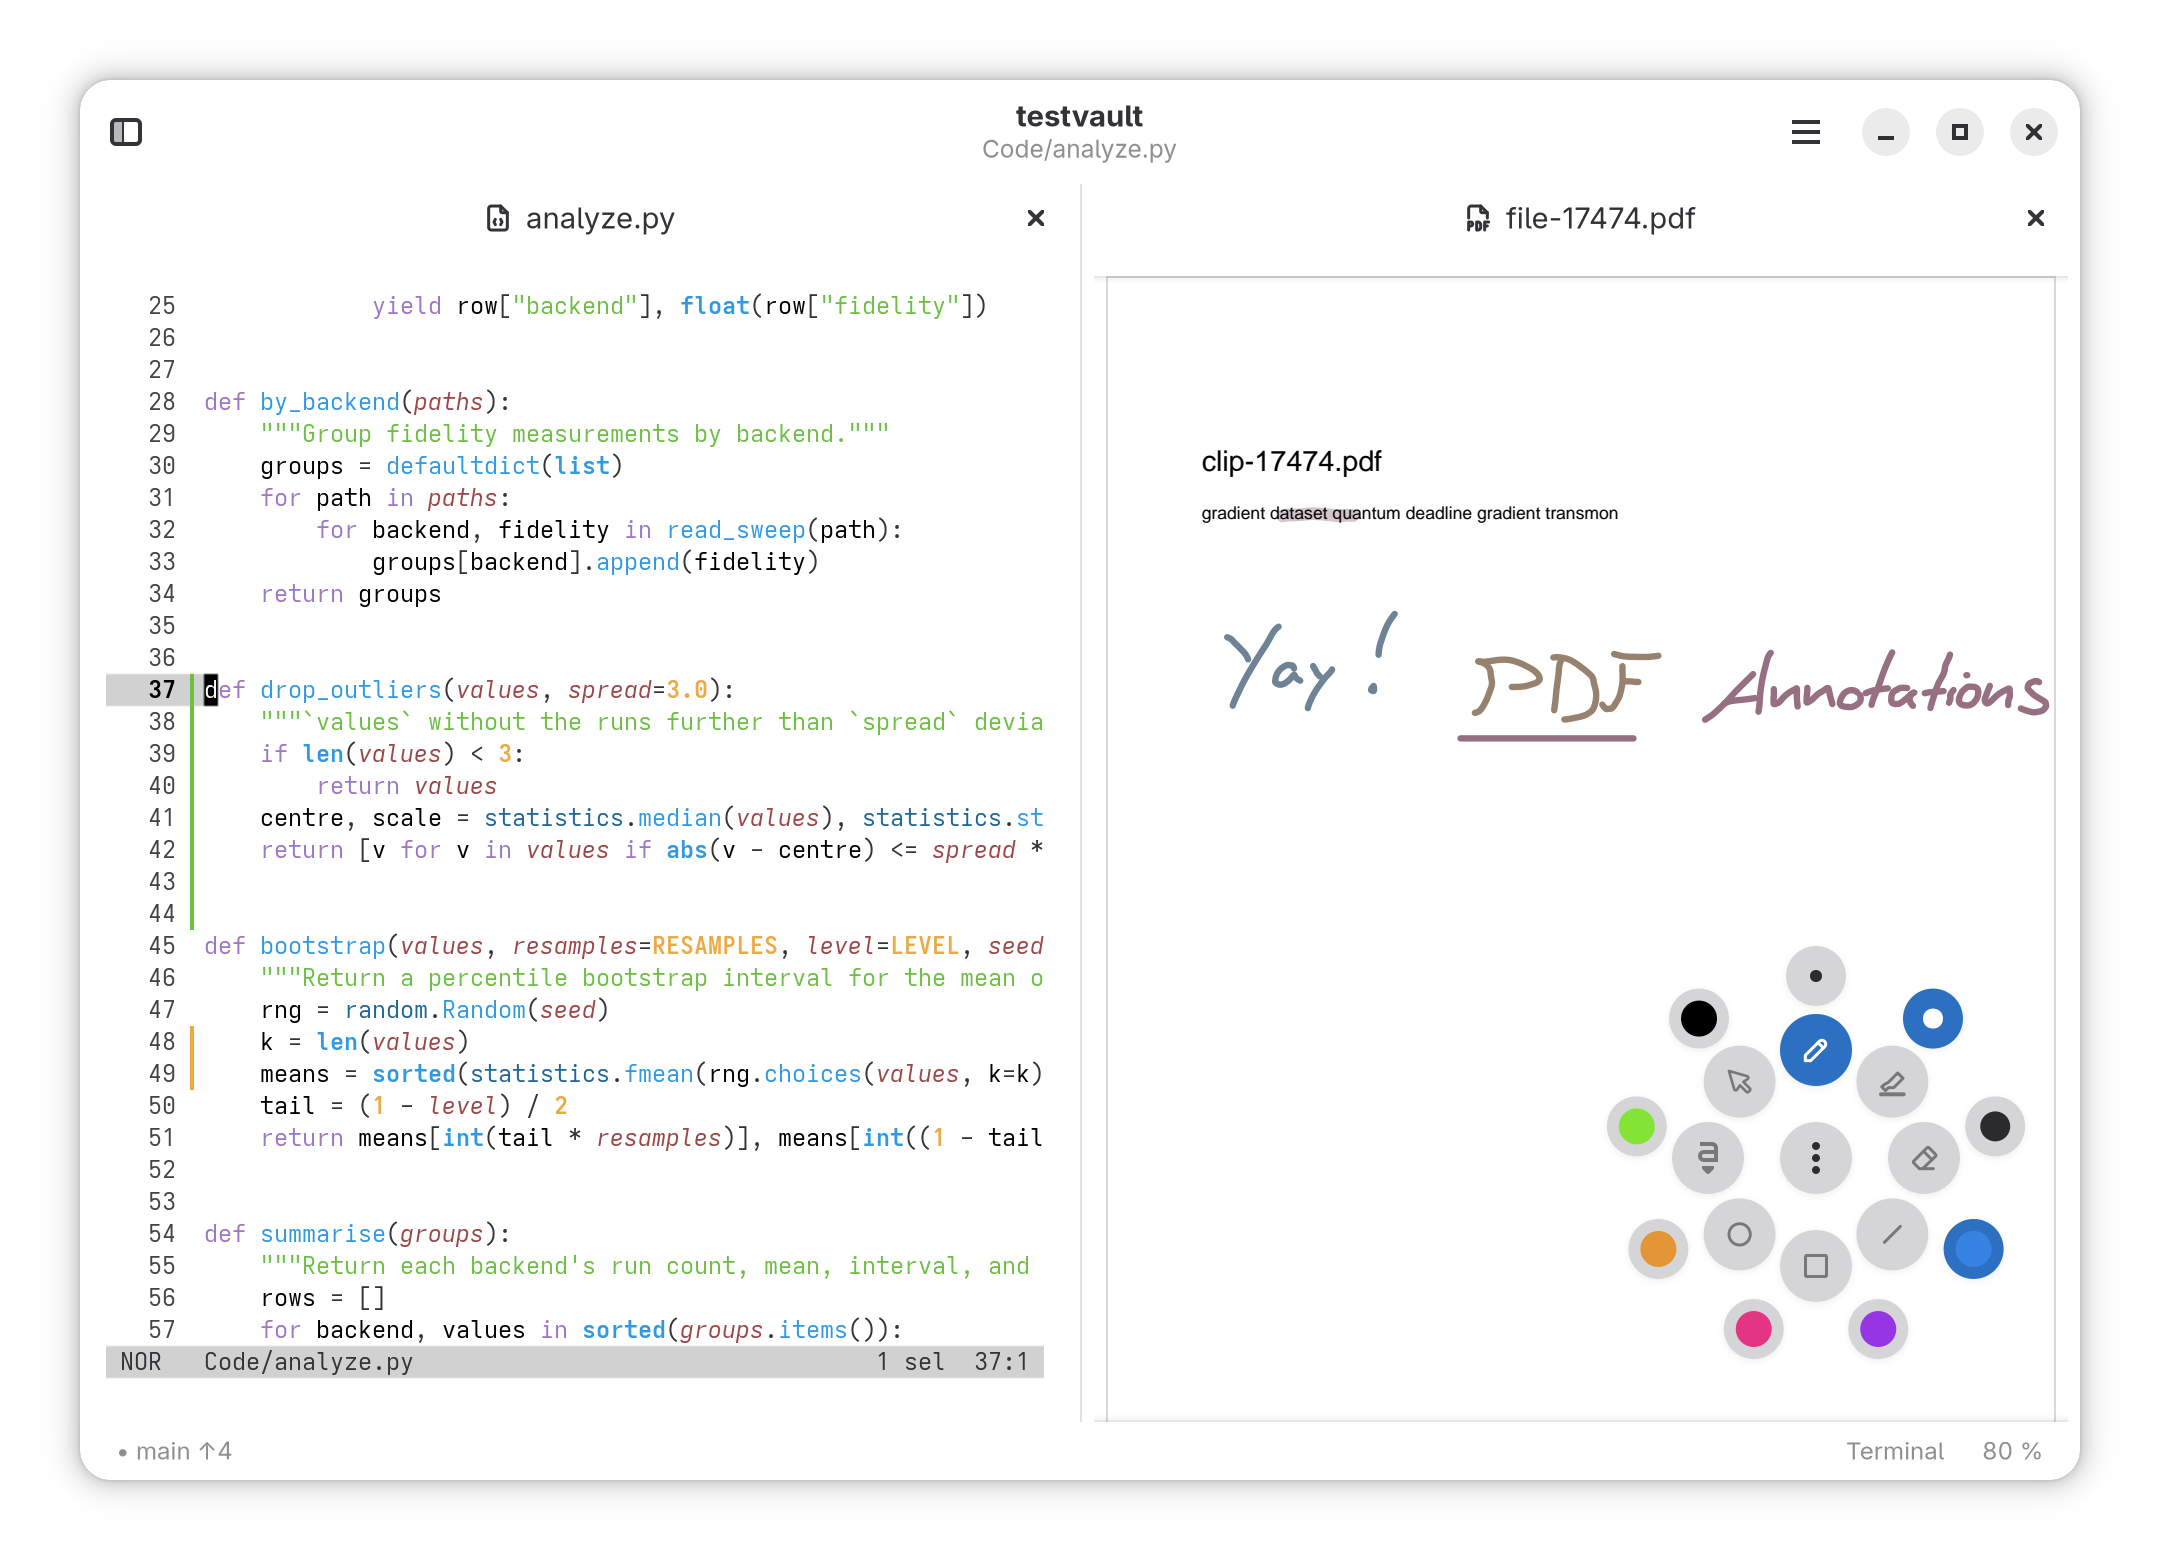 testvault
Code/analyze.py
analyze.py
25 yield row["backend"], float(row["fidelity"])
26
27
28 def by_backend(paths):
29 """Group fidelity measurements by backend."""
30 groups = defaultdict(list)
31 for path in paths:
32 for backend, fidelity in read_sweep(path):
33 groups[backend].append(fidelity)
34 return groups
35
36
37 def drop_outliers(values, spread=3.0):
38 """`values` without the runs further than `spread` devia
39 if len(values) < 3:
40 return values
41 centre, scale = statistics.median(values), statistics.st
42 return [v for v in values if abs(v - centre) <= spread *
43
44
45 def bootstrap(values, resamples=RESAMPLES, level=LEVEL, seed
46 """Return a percentile bootstrap interval for the mean o
47 rng = random.Random(seed)
48 k = len(values)
49 means = sorted(statistics.fmean(rng.choices(values, k=k)
50 tail = (1 - level) / 2
51 return means[int(tail * resamples)], means[int((1 - tail
52
53
54 def summarise(groups):
55 """Return each backend's run count, mean, interval, and
56 rows = []
57 for backend, values in sorted(groups.items()):
NOR Code/analyze.py 1 sel 37:1
PDF file-17474.pdf
clip-17474.pdf
gradient dataset quantum deadline gradient transmon
Yay! PDF Annotations
a
• main ↑4
Terminal 80 %